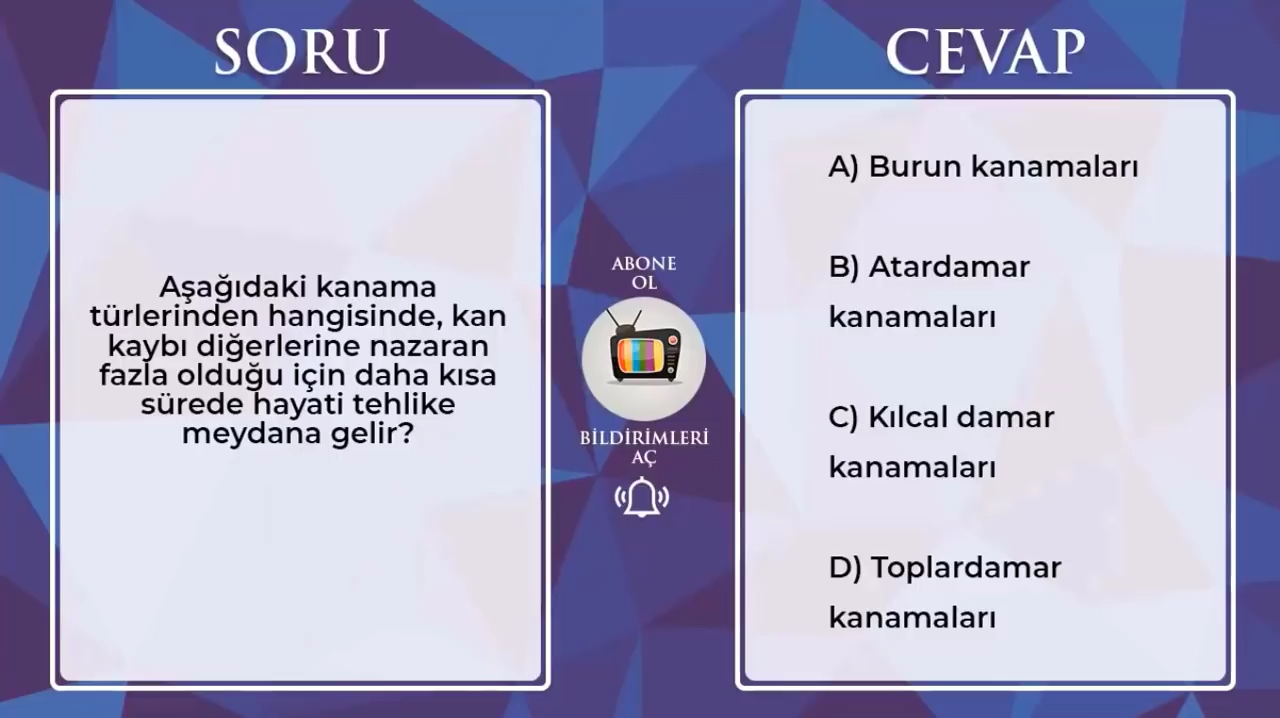 SORU
Aşağıdaki kanama
türlerinden hangisinde, kan
kaybı diğerlerine nazaran
fazla olduğu için daha kısa
sürede hayati tehlike
meydana gelir?
ABONE
OL
BİLDİRİMLERİ
AÇ
CEVAP
A) Burun kanamaları
B) Atardamar
kanamaları
C) Kılcal damar
kanamaları
D) Toplardamar
kanamaları